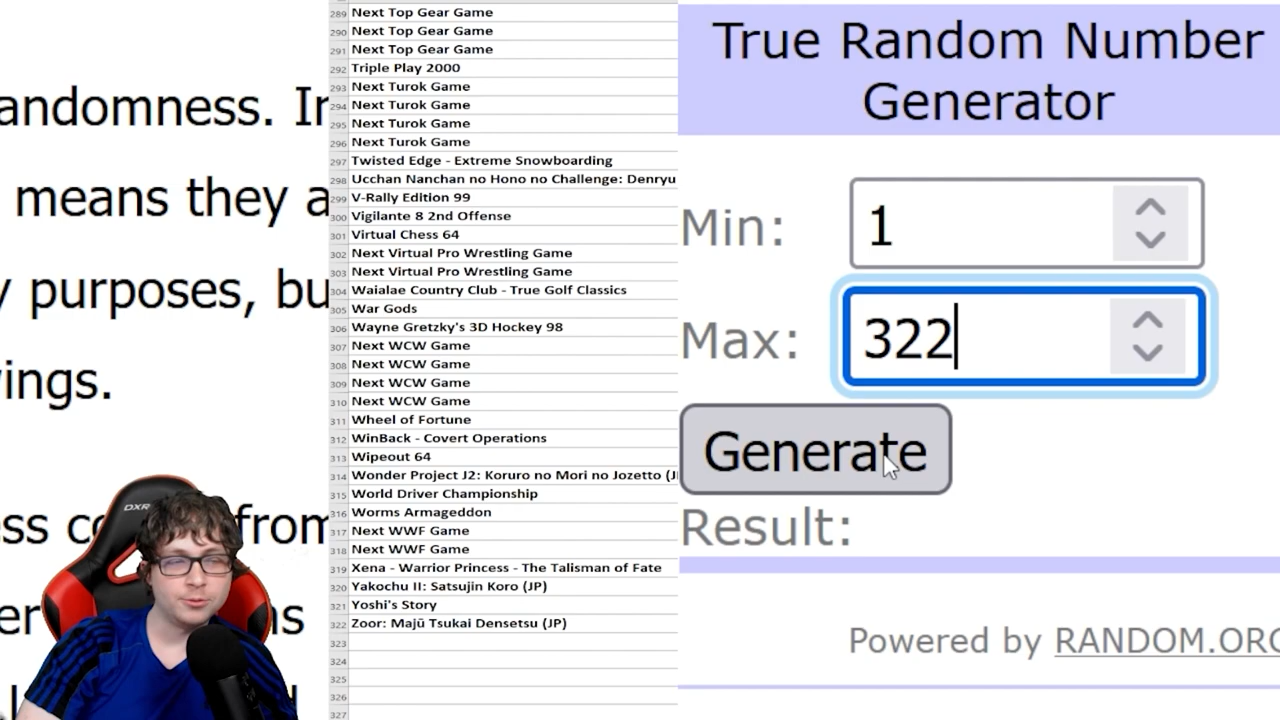 andomness. Ir
means they a
y purposes, bu
ings.
ess co
from
er
s
DXR
289 Next Top Gear Game
290 Next Top Gear Game
291 Next Top Gear Game
292 Triple Play 2000
293 Next Turok Game
294 Next Turok Game
295 Next Turok Game
296 Next Turok Game
297 Twisted Edge - Extreme Snowboarding
298 Ucchan Nanchan no Hono no Challenge: Denryu
299 V-Rally Edition 99
300 Vigilante 8 2nd Offense
301 Virtual Chess 64
302 Next Virtual Pro Wrestling Game
303 Next Virtual Pro Wrestling Game
304 Waialae Country Club - True Golf Classics
305 War Gods
306 Wayne Gretzky's 3D Hockey 98
307 Next WCW Game
308 Next WCW Game
309 Next WCW Game
310 Next WCW Game
311 Wheel of Fortune
312 WinBack - Covert Operations
313 Wipeout 64
314 Wonder Project J2: Koruro no Mori no Jozetto (J
315 World Driver Championship
316 Worms Armageddon
317 Next WWF Game
318 Next WWF Game
319 Xena - Warrior Princess - The Talisman of Fate
320 Yakochu II: Satsujin Koro (JP)
321 Yoshi's Story
322 Zoor: Majū Tsukai Densetsu (JP)
323
324
325
326
327
True Random Number
Generator
Min: 1
Max: 322
Generate
Result:
Powered by RANDOM.ORG